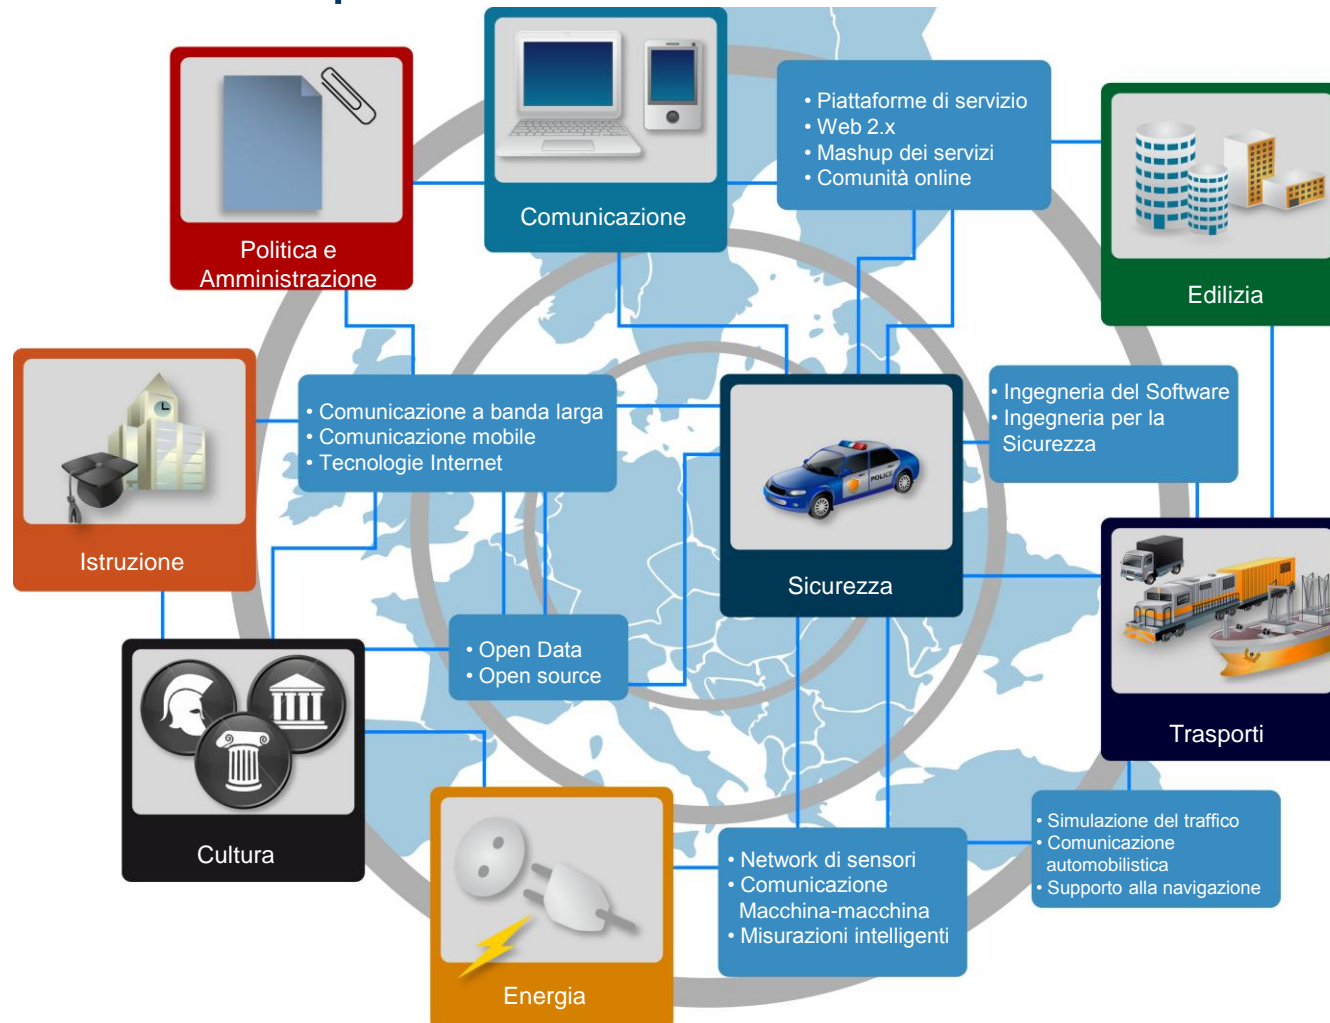 Comunicazione
• Piattaforme di servizio
• Web 2.x
• Mashup dei servizi
• Comunità online
Politica e
Amministrazione
Edilizia
• Comunicazione a banda larga
• Comunicazione mobile
• Tecnologie Internet
• Ingegneria del Software
• Ingegneria per la
Sicurezza
POLICE
Istruzione
Sicurezza
• Open Data
• Open source
Trasporti
Cultura
• Network di sensori
• Comunicazione
Macchina-macchina
• Misurazioni intelligenti
• Simulazione del traffico
• Comunicazione
automobilistica
• Supporto alla navigazione
Energia